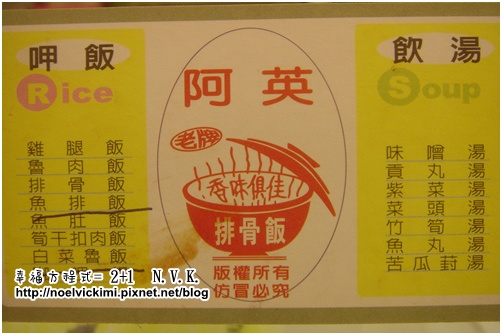 呷飯
Rice
雞腿飯
魯肉飯
排骨飯
魚排飯
魚肚飯
筍干扣肉飯
白菜魯飯
阿英
老牌
香味俱佳
排骨飯
版權所有
仿冒必究
飲湯
Soup
味噌湯
貢丸湯
紫菜湯
菜頭湯
竹筍湯
魚丸湯
苦瓜封湯
幸福方程式=2+1 N.V.K.
http://noelvickimi.pixnet.net/blog